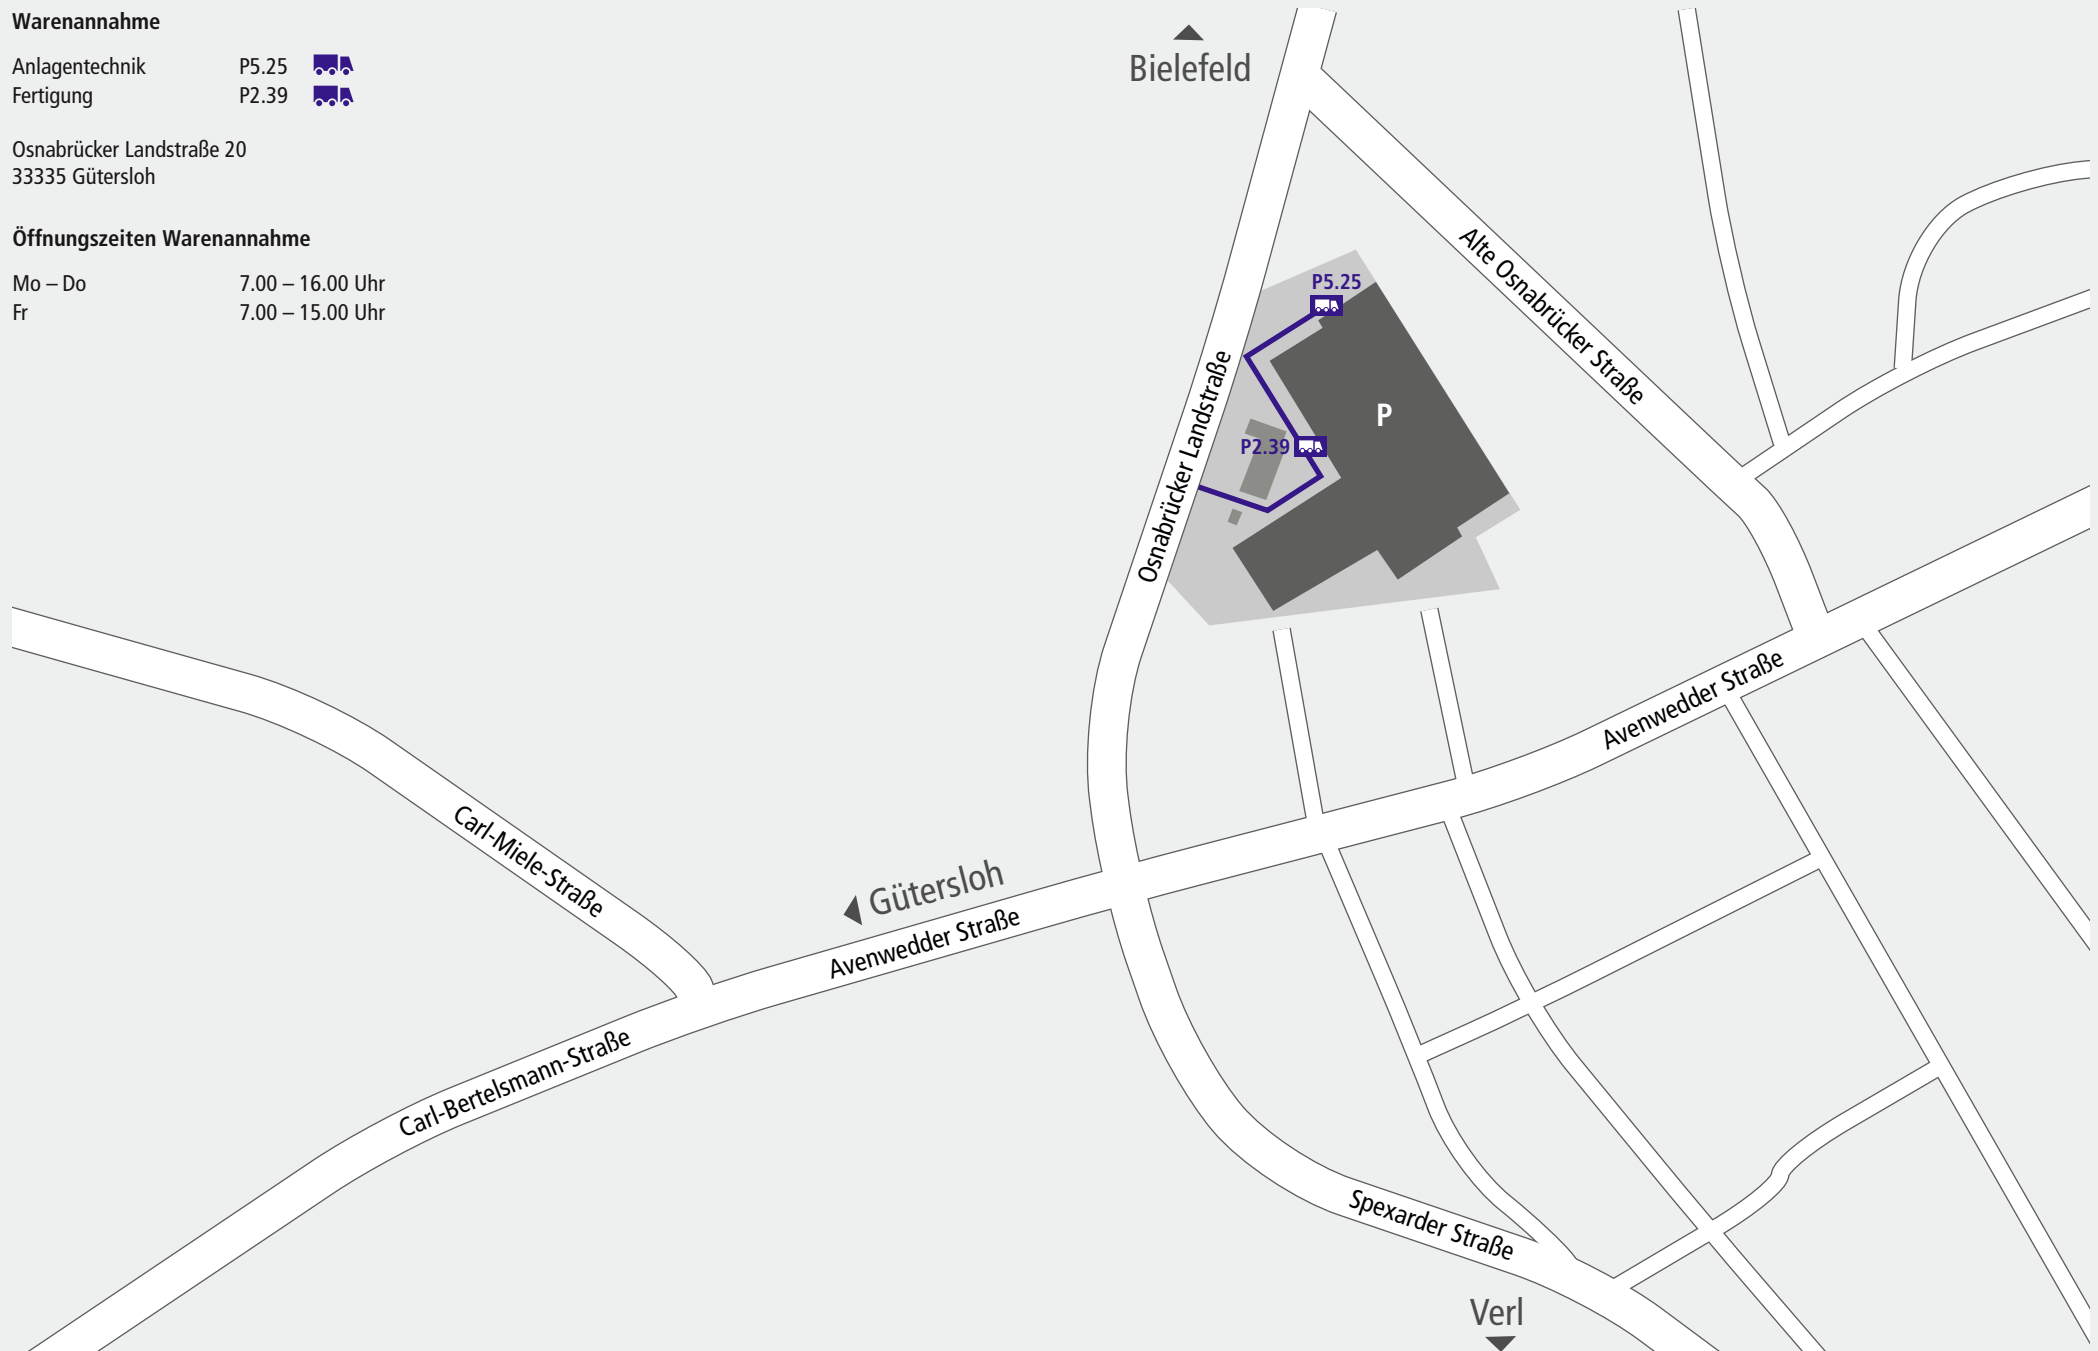 Warenannahme
Anlagentechnik P5.25
Fertigung P2.39
Osnabrücker Landstraße 20
33335 Gütersloh
Öffnungszeiten Warenannahme
Mo – Do 7.00 – 16.00 Uhr
Fr 7.00 – 15.00 Uhr
Bielefeld
Alte Osnabrücker Straße
P5.25
P
P2.39
Osnabrücker Landstraße
Avenwedder Straße
Carl-Miele-Straße
Gütersloh
Avenwedder Straße
Carl-Bertelsmann-Straße
Spexarder Straße
Verl